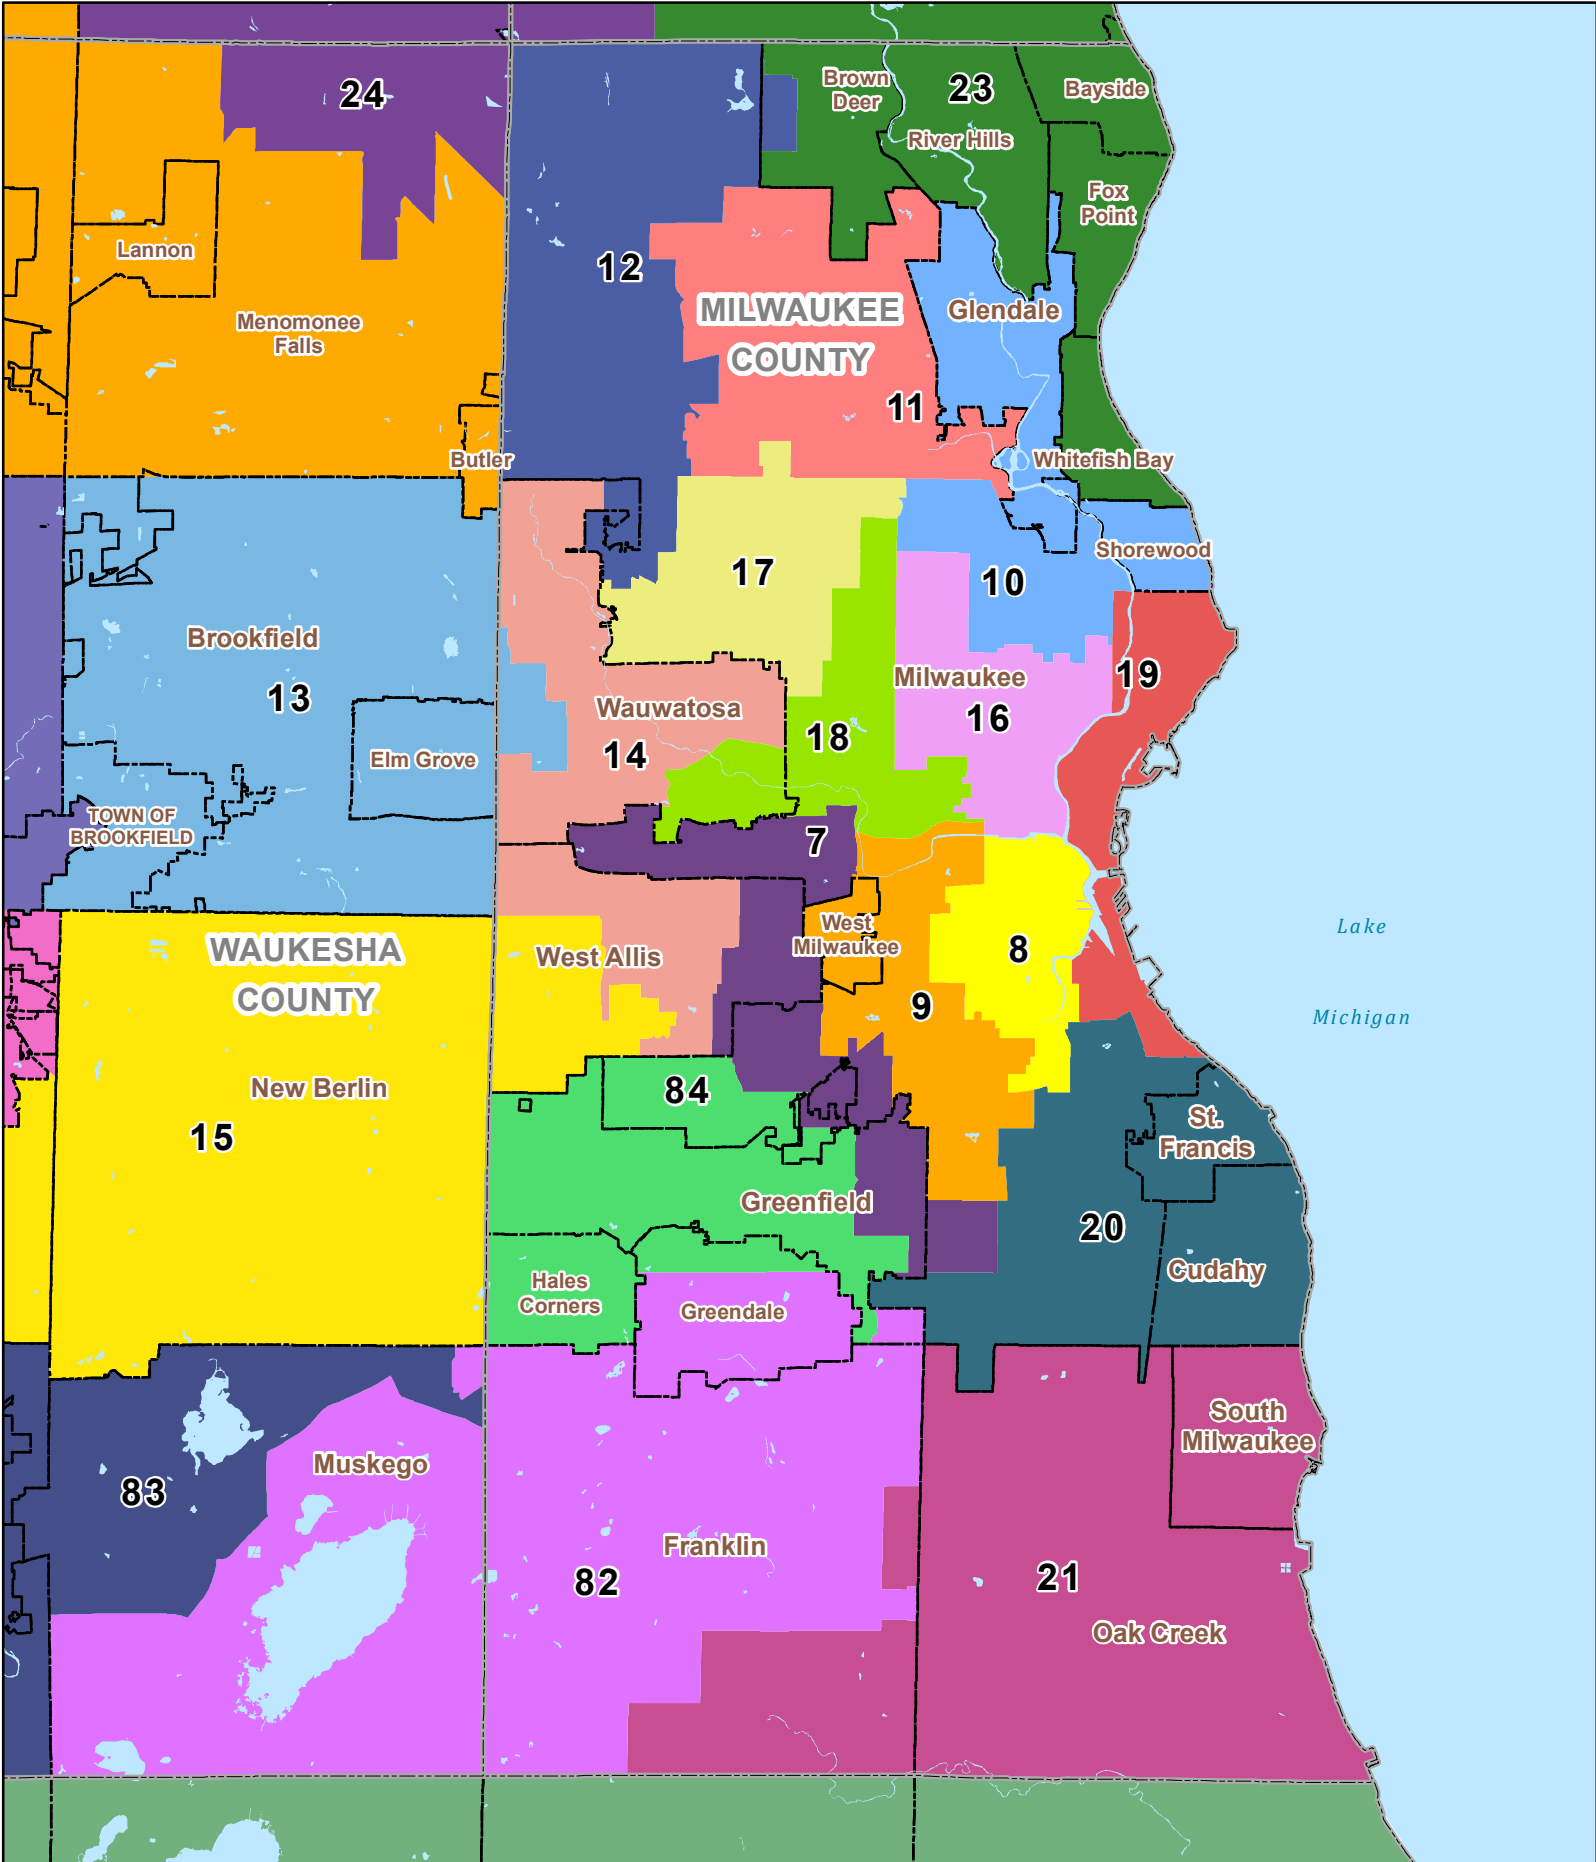 24
Brown
Deer
23
Bayside
River Hills
Fox
Point
Lannon
12
MILWAUKEE
COUNTY
Glendale
Menomonee
Falls
11
Butler
Whitefish Bay
Shorewood
17
10
Brookfield
13
Milwaukee
19
Wauwatosa
16
18
14
Elm Grove
TOWN OF
BROOKFIELD
7
West
Milwaukee
Lake
WAUKESHA
COUNTY
West Allis
8
9
Michigan
New Berlin
84
St.
Francis
15
Greenfield
20
Cudahy
Hales
Corners
Greendale
South
Milwaukee
Muskego
83
Franklin
82
21
Oak Creek